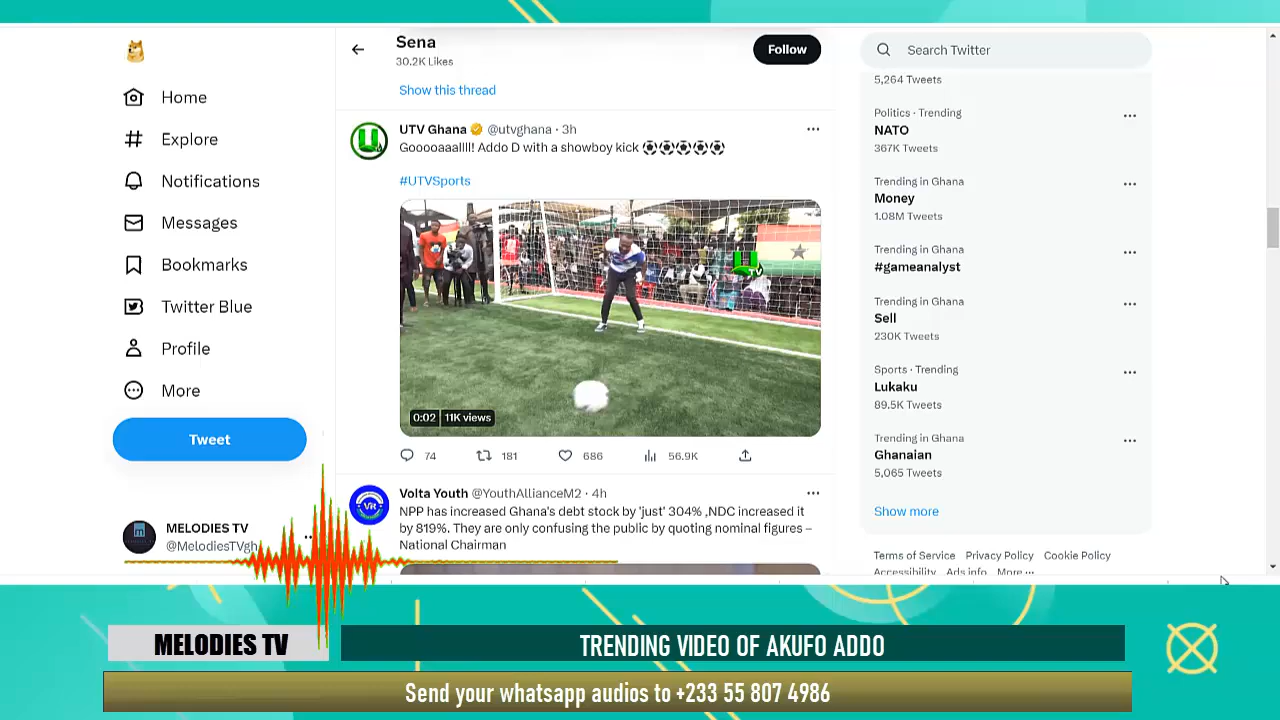 Home
Explore
Notifications
Messages
Bookmarks
Twitter Blue
Profile
More
Tweet
MELODIES TV
@MelodiesTVgh
Sena
30.2K Likes
Follow
Show this thread
UTV Ghana @utvghana · 3h
Gooooaaallll! Addo D with a showboy kick ⚽⚽⚽⚽⚽
#UTVSports
0:02 11K views
74 181 686 56.9K
Volta Youth @YouthAllianceM2 · 4h
NPP has increased Ghana's debt stock by 'just' 304% ,NDC increased it
by 819%. They are only confusing the public by quoting nominal figures –
National Chairman
Search Twitter
5,264 Tweets
Politics · Trending
NATO
367K Tweets
Trending in Ghana
Money
1.08M Tweets
Trending in Ghana
#gameanalyst
Trending in Ghana
Sell
230K Tweets
Sports · Trending
Lukaku
89.5K Tweets
Trending in Ghana
Ghanaian
5,065 Tweets
Show more
Terms of Service Privacy Policy Cookie Policy
Accessibility Ads info More ···
MELODIES TV
TRENDING VIDEO OF AKUFO ADDO
Send your whatsapp audios to +233 55 807 4986